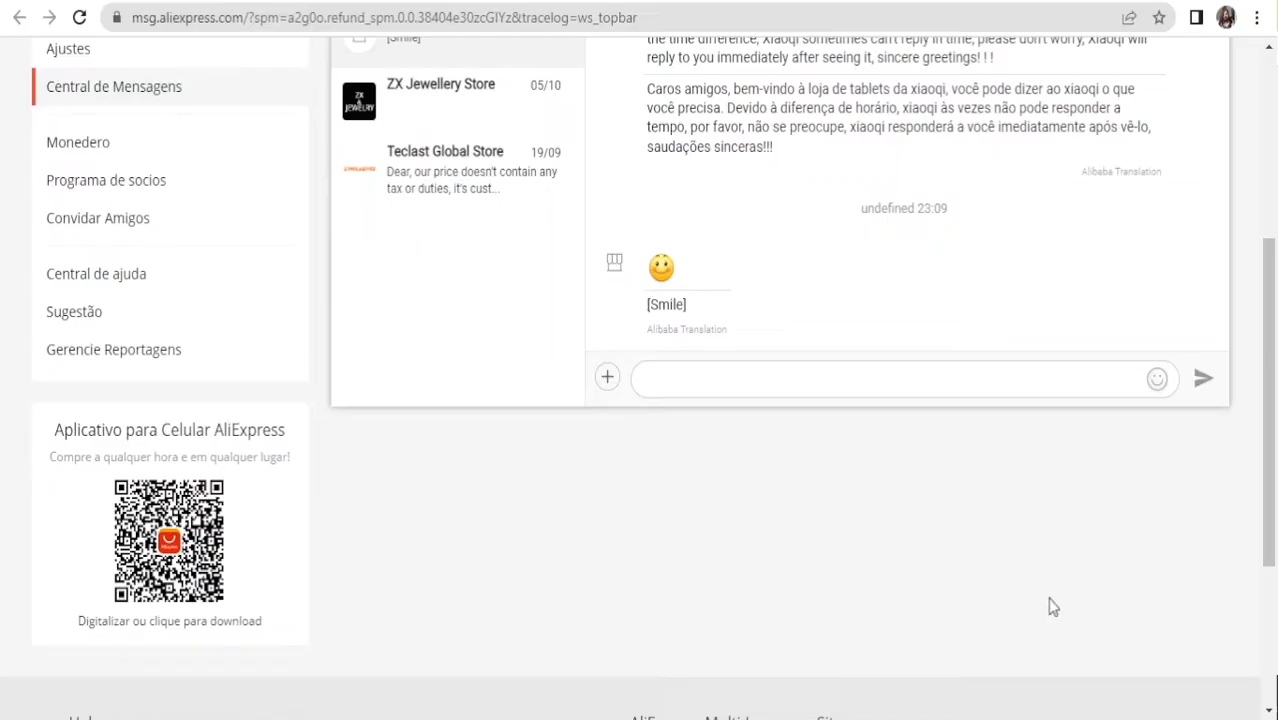 msg.aliexpress.com/?spm=a2g0o.refund_spm.0.0.38404e30zcGIYz&tracelog=ws_topbar
Ajustes
Central de Mensagens
Monedero
Programa de socios
Convidar Amigos
Central de ajuda
Sugestão
Gerencie Reportagens
Aplicativo para Celular AliExpress
Compre a qualquer hora e em qualquer lugar!
Digitalizar ou clique para download
[Smile]
ZX Jewellery Store 05/10
ZX
JEWELRY
Teclast Global Store 19/09
Dear, our price doesn't contain any
tax or duties, it's cust...
the time difference, Xiaoqi sometimes can't reply in time, please don't worry, Xiaoqi will
reply to you immediately after seeing it, sincere greetings! ! !
Caros amigos, bem-vindo à loja de tablets da xiaoqi, você pode dizer ao xiaoqi o que
você precisa. Devido à diferença de horário, xiaoqi às vezes não pode responder a
tempo, por favor, não se preocupe, xiaoqi responderá a você imediatamente após vê-lo,
saudações sinceras!!!
Alibaba Translation
undefined 23:09
[Smile]
Alibaba Translation